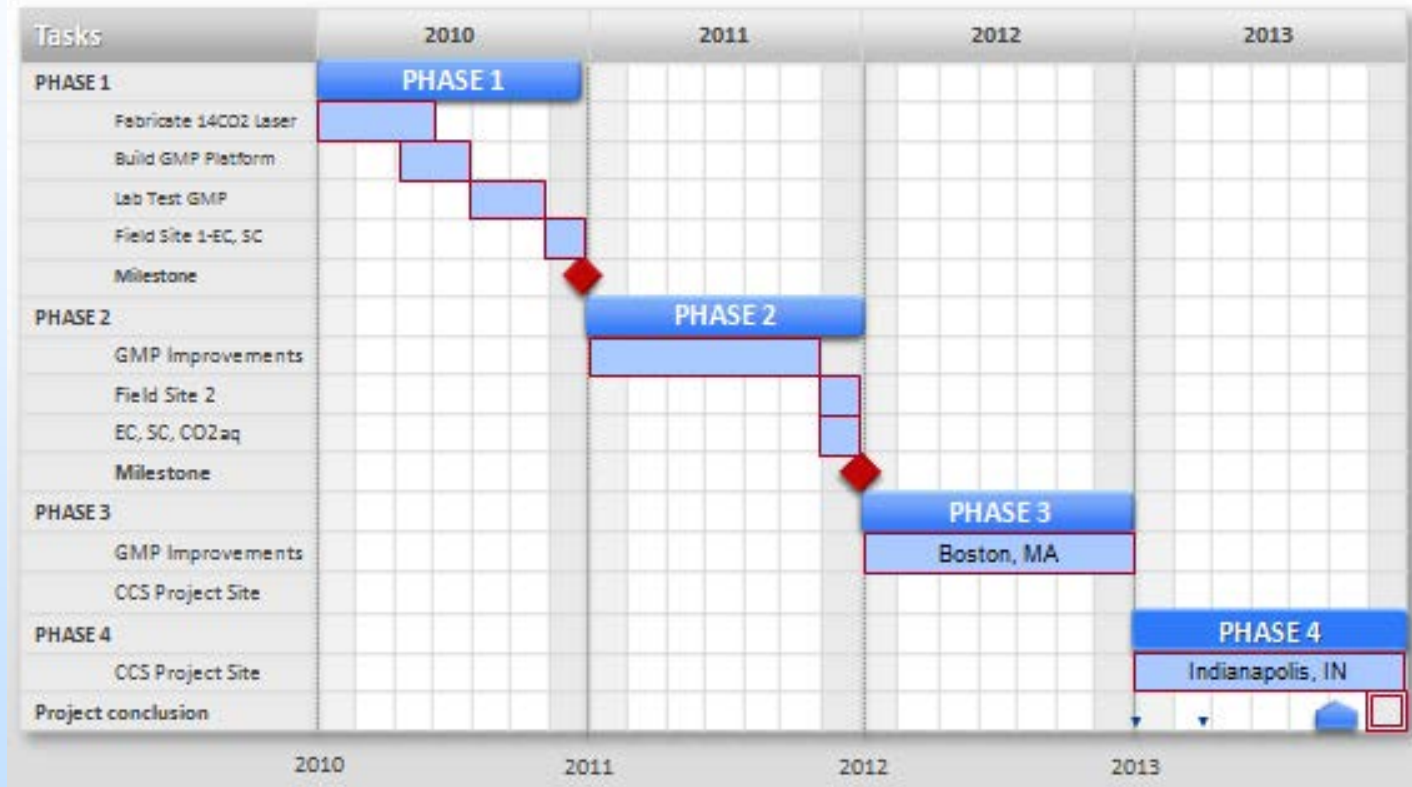 Tasks 2010 2011 2012 2013
PHASE 1 PHASE 1
Fabricate 14CO2 Laser
Build GMP Platform
Lab Test GMP
Field Site 1-EC, SC
Milestone
PHASE 2 PHASE 2
GMP Improvements
Field Site 2
EC, SC, CO2aq
Milestone
PHASE 3 PHASE 3
GMP Improvements Boston, MA
CCS Project Site
PHASE 4 PHASE 4
CCS Project Site Indianapolis, IN
Project conclusion
2010 2011 2012 2013